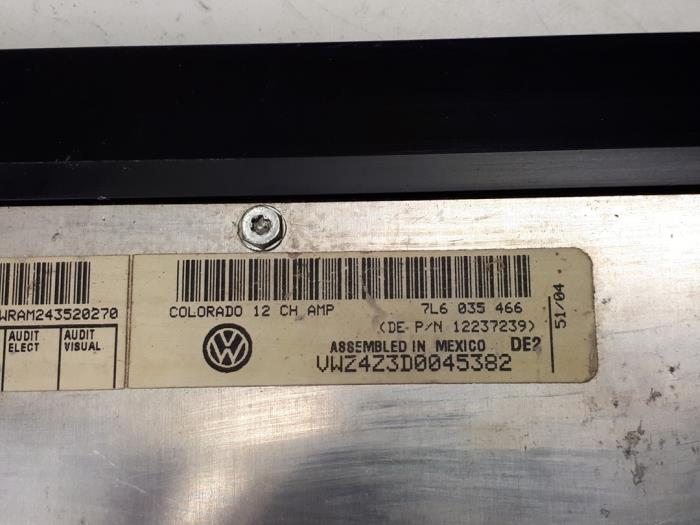 WRAM243520270
AUDIT ELECT
AUDIT VISUAL
COLORADO 12 CH AMP
7L6 035 466
(DE P/N 12237239)
ASSEMBLED IN MEXICO DE2
VWZ4Z3D0045382
51/04